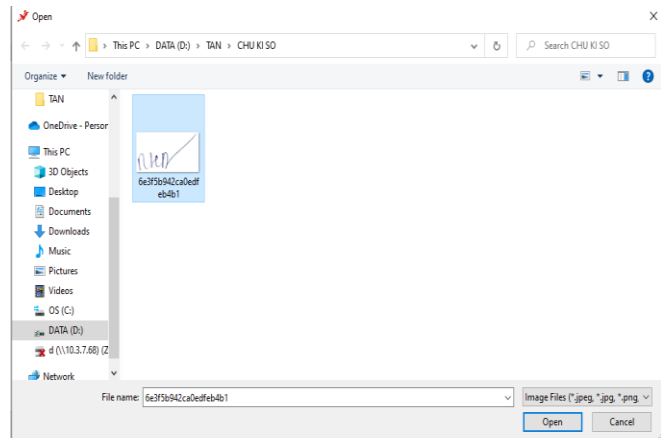 Open
This PC > DATA (D:) > TAN > CHU KI SO
Search CHU KI SO
Organize
New folder
TAN
OneDrive - Person
This PC
3D Objects
Desktop
Documents
Downloads
Music
Pictures
Videos
OS (C:)
DATA (D:)
d (\\10.3.7.68) (Z
Network
6e3f5b942ca0edf
eb4b1
File name: 6e3f5b942ca0edfeb4b1
Image Files (*.jpeg, *.jpg, *.png,
Open
Cancel